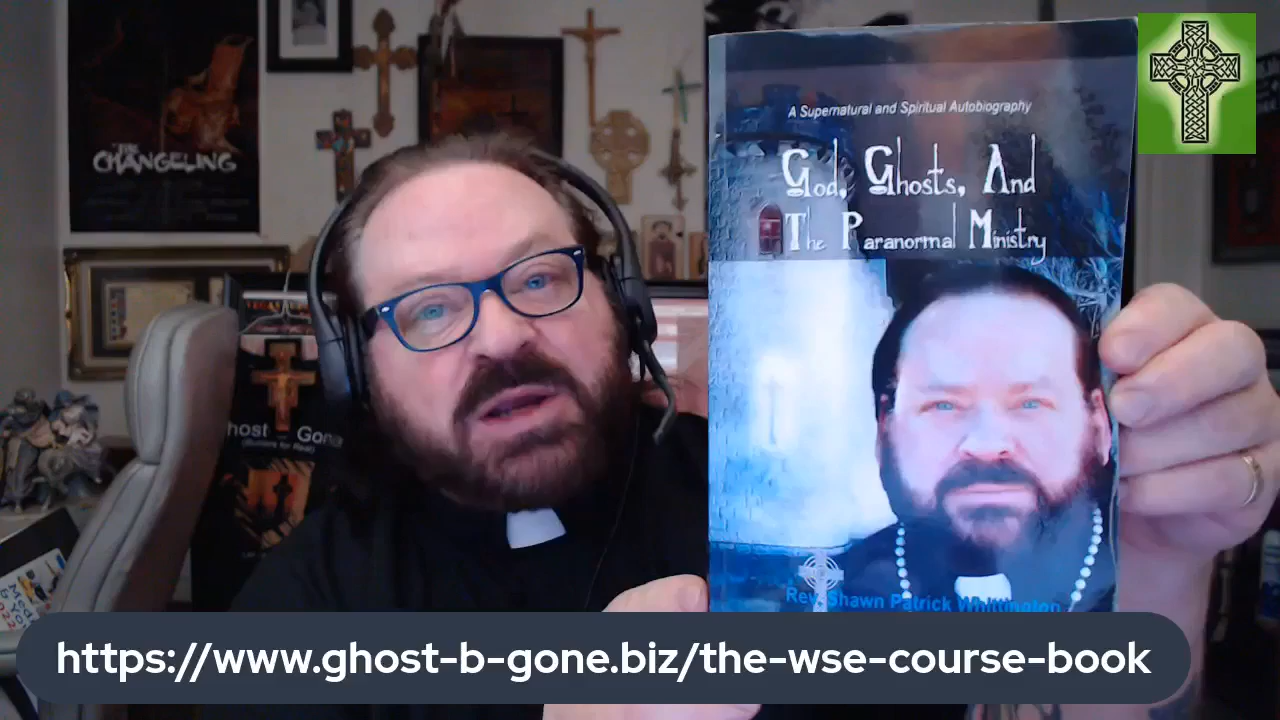 THE
CHANGELING
A Supernatural and Spiritual Autobiography
God, Ghosts, And
The Paranormal Ministry
Rev. Shawn Patrick Whittington
Gone
https://www.ghost-b-gone.biz/the-wse-course-book